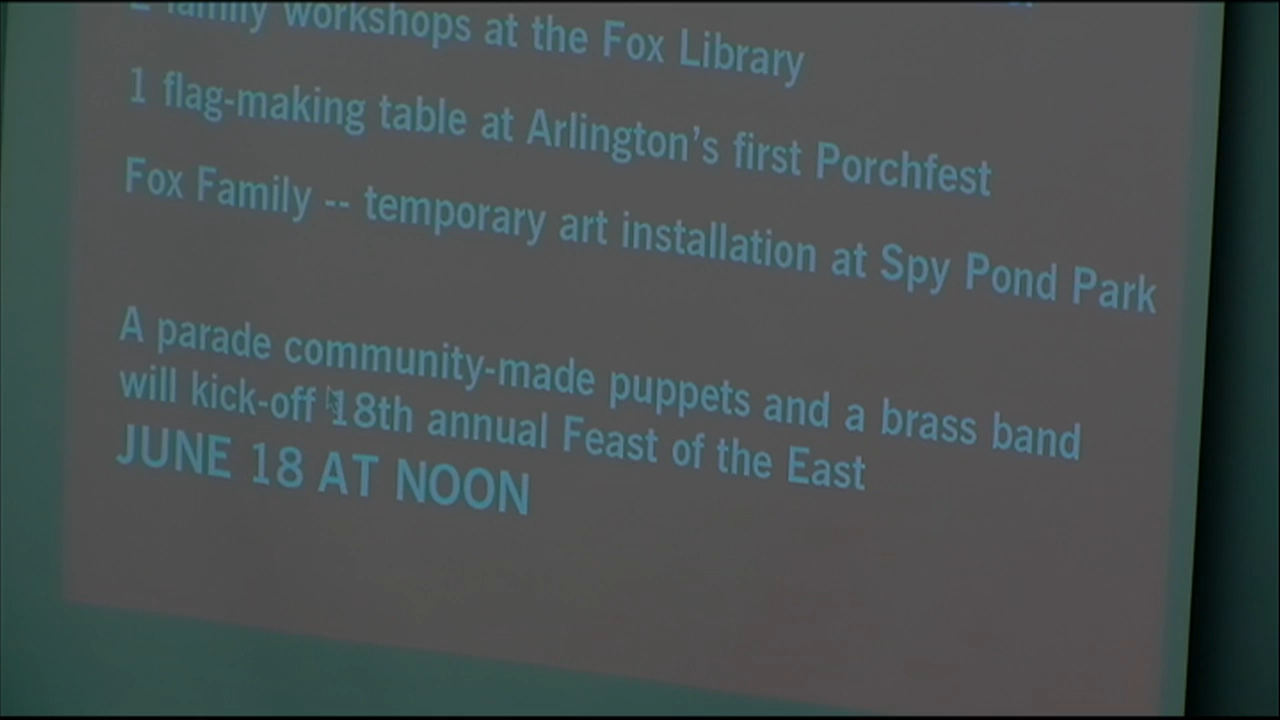 2 family workshops at the Fox Library
1 flag-making table at Arlington's first Porchfest
Fox Family -- temporary art installation at Spy Pond Park
A parade community-made puppets and a brass band
will kick-off 18th annual Feast of the East
JUNE 18 AT NOON